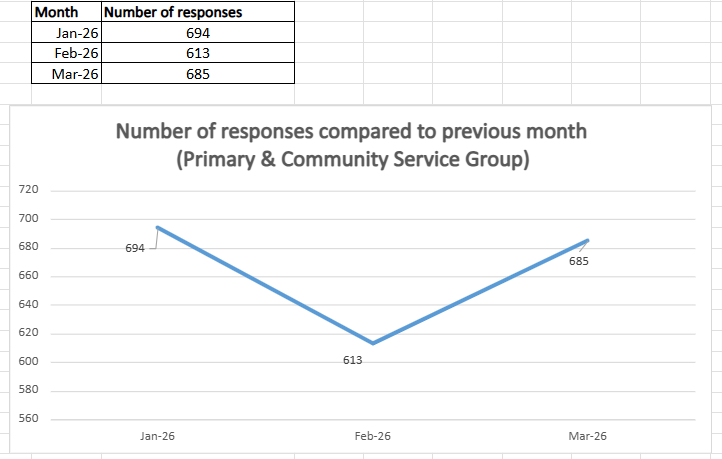 Month Number of responses
Jan-26 694
Feb-26 613
Mar-26 685
Number of responses compared to previous month
(Primary & Community Service Group)
720
700
680
660
640
620
600
580
560
694
613
685
Jan-26 Feb-26 Mar-26